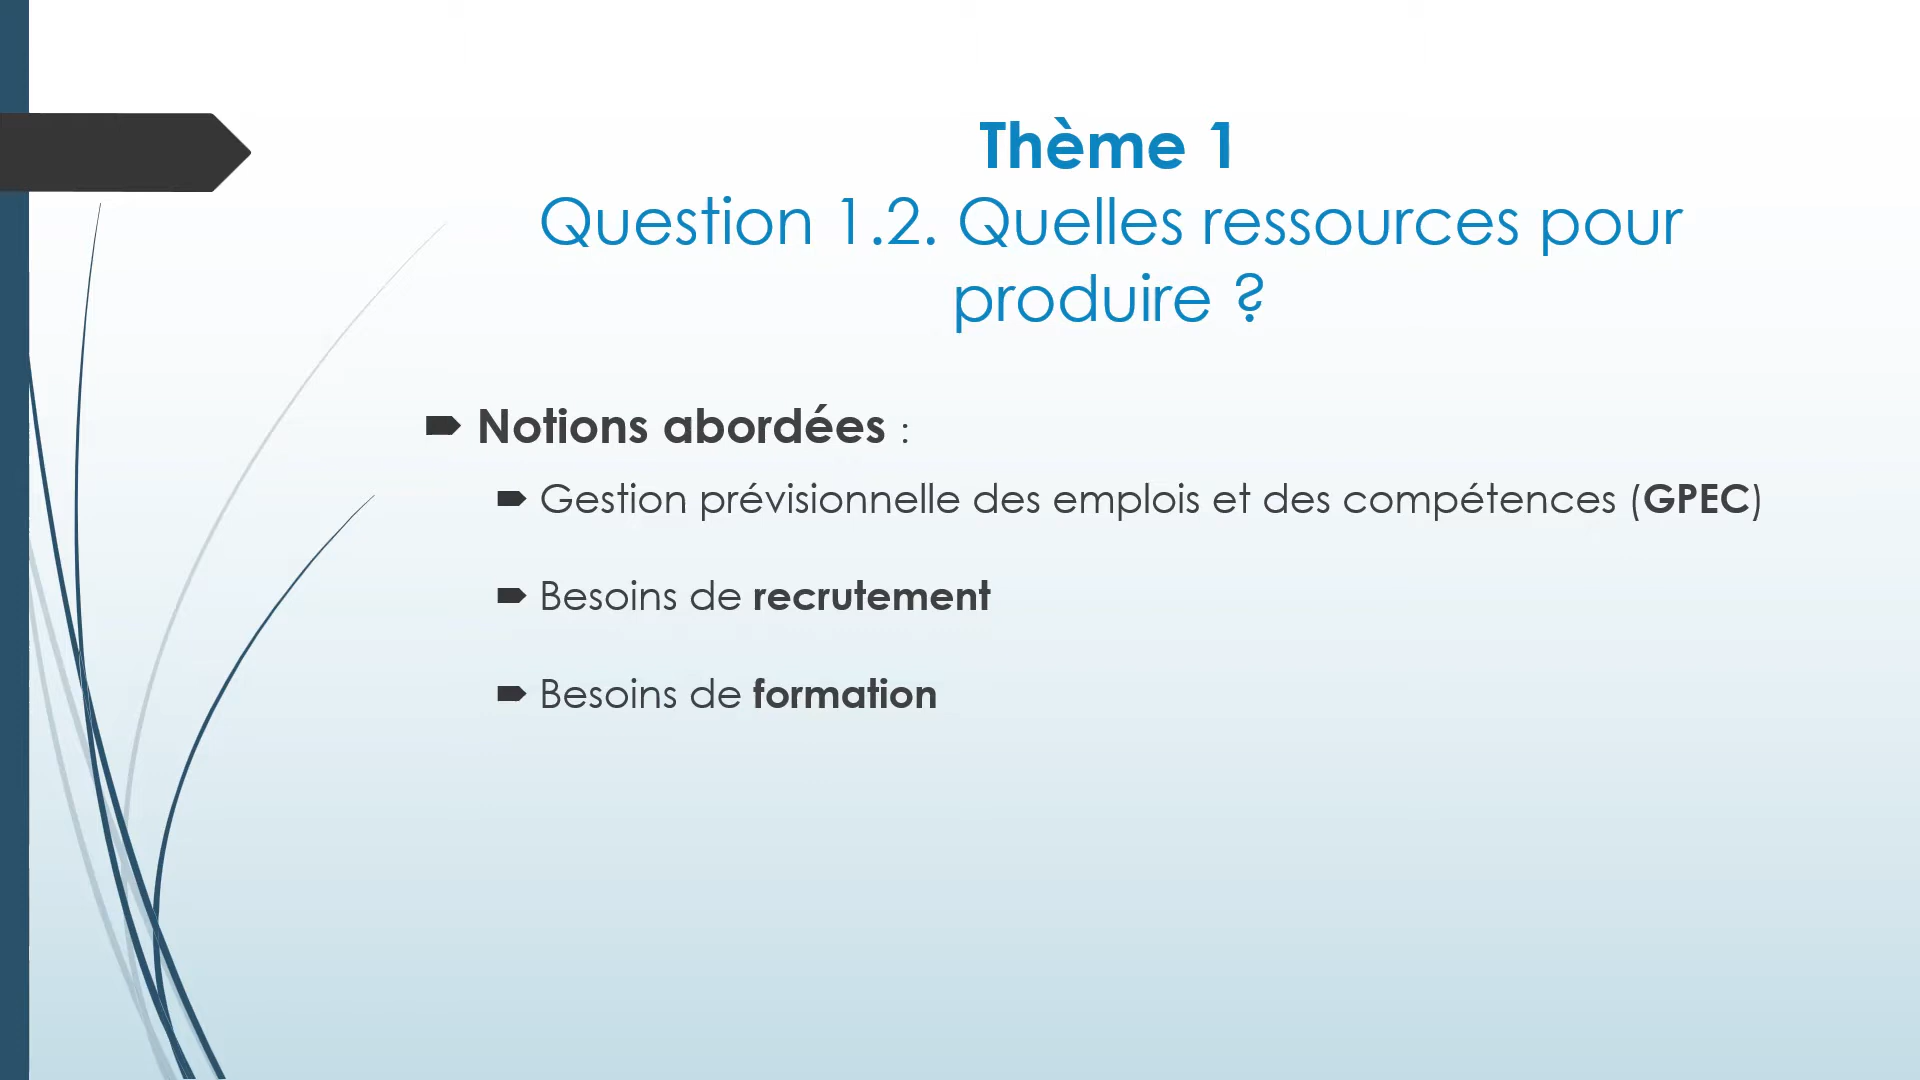 Thème 1
Question 1.2. Quelles ressources pour
produire ?
Notions abordées :
Gestion prévisionnelle des emplois et des compétences (GPEC)
Besoins de recrutement
Besoins de formation